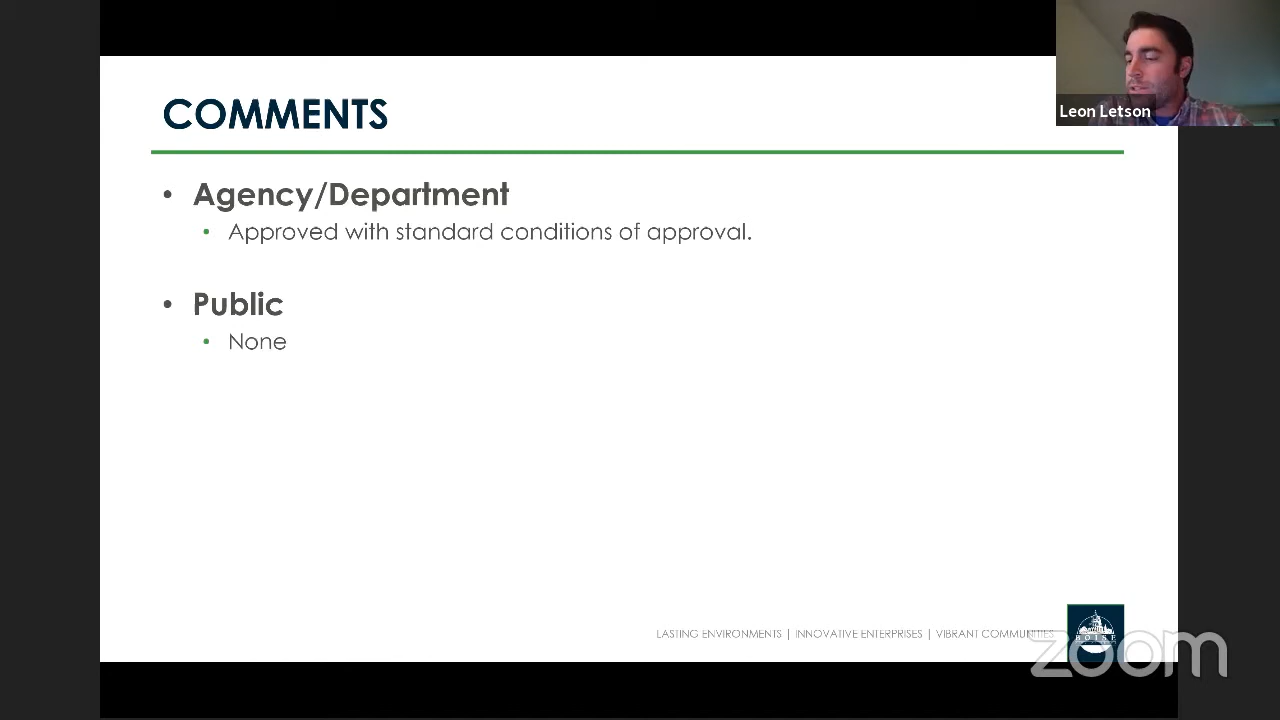 COMMENTS
Leon Letson
• Agency/Department
• Approved with standard conditions of approval.
• Public
• None
LASTING ENVIRONMENTS | INNOVATIVE ENTERPRISES | VIBRANT COMMUNITIES
BOISE
zoom